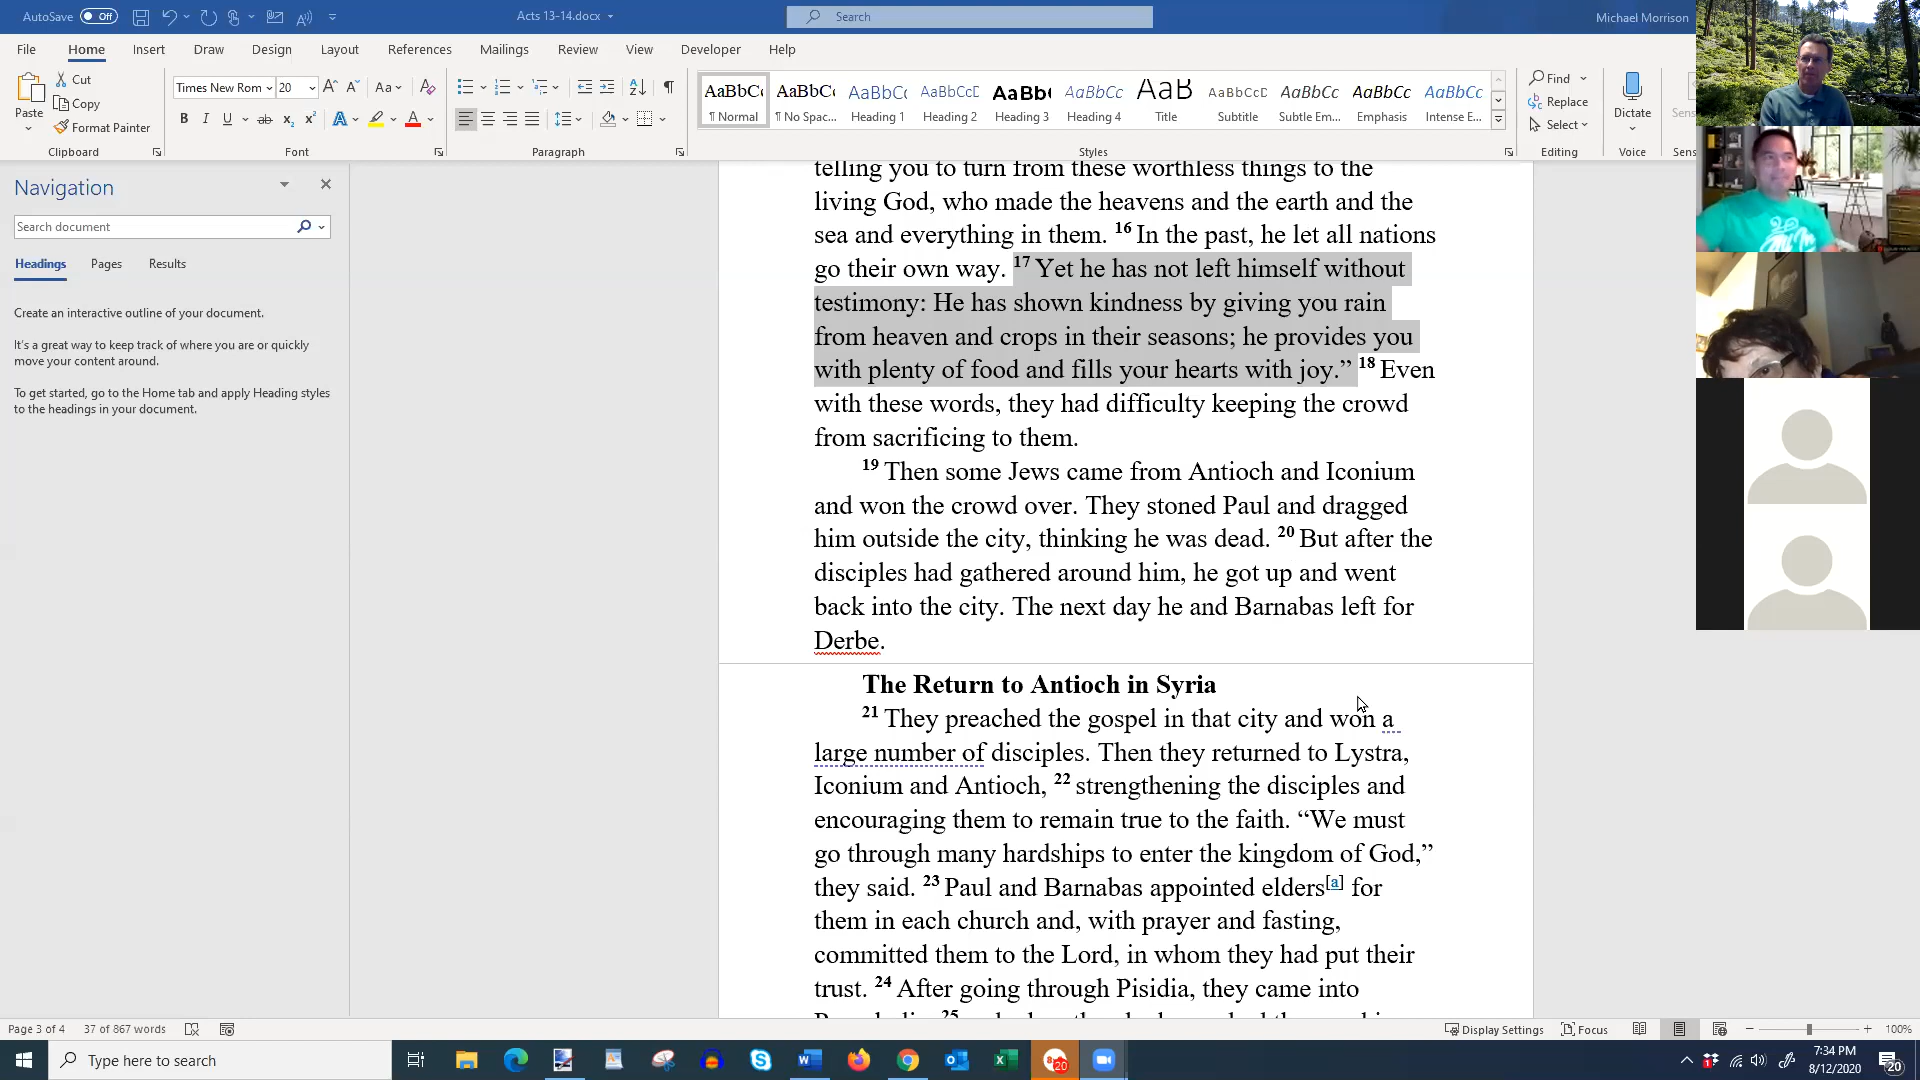 AutoSave Off Acts 13-14.docx Search Michael Morrison
File Home Insert Draw Design Layout References Mailings Review View Developer Help
Paste Cut Copy Format Painter
Times New Rom 20
AaBbCc AaBbCc AaBbCc AaBbCcD AaBbCc AaBbCc AaB AaBbCcD AaBbCc AaBbCc AaBbCc
¶ Normal ¶ No Spac... Heading 1 Heading 2 Heading 3 Heading 4 Title Subtitle Subtle Em... Emphasis Intense E...
Find Replace Select Dictate
Clipboard Font Paragraph Styles Editing Voice
Navigation
Search document
Headings Pages Results
Create an interactive outline of your document.
It's a great way to keep track of where you are or quickly
move your content around.
To get started, go to the Home tab and apply Heading styles
to the headings in your document.
telling you to turn from these worthless things to the
living God, who made the heavens and the earth and the
sea and everything in them. 16 In the past, he let all nations
go their own way. 17 Yet he has not left himself without
testimony: He has shown kindness by giving you rain
from heaven and crops in their seasons; he provides you
with plenty of food and fills your hearts with joy.” 18 Even
with these words, they had difficulty keeping the crowd
from sacrificing to them.
19 Then some Jews came from Antioch and Iconium
and won the crowd over. They stoned Paul and dragged
him outside the city, thinking he was dead. 20 But after the
disciples had gathered around him, he got up and went
back into the city. The next day he and Barnabas left for
Derbe.
The Return to Antioch in Syria
21 They preached the gospel in that city and won a
large number of disciples. Then they returned to Lystra,
Iconium and Antioch, 22 strengthening the disciples and
encouraging them to remain true to the faith. “We must
go through many hardships to enter the kingdom of God,”
they said. 23 Paul and Barnabas appointed elders[a] for
them in each church and, with prayer and fasting,
committed them to the Lord, in whom they had put their
trust. 24 After going through Pisidia, they came into
Page 3 of 4 37 of 867 words Display Settings Focus 100%
Type here to search 7:34 PM
8/12/2020 20